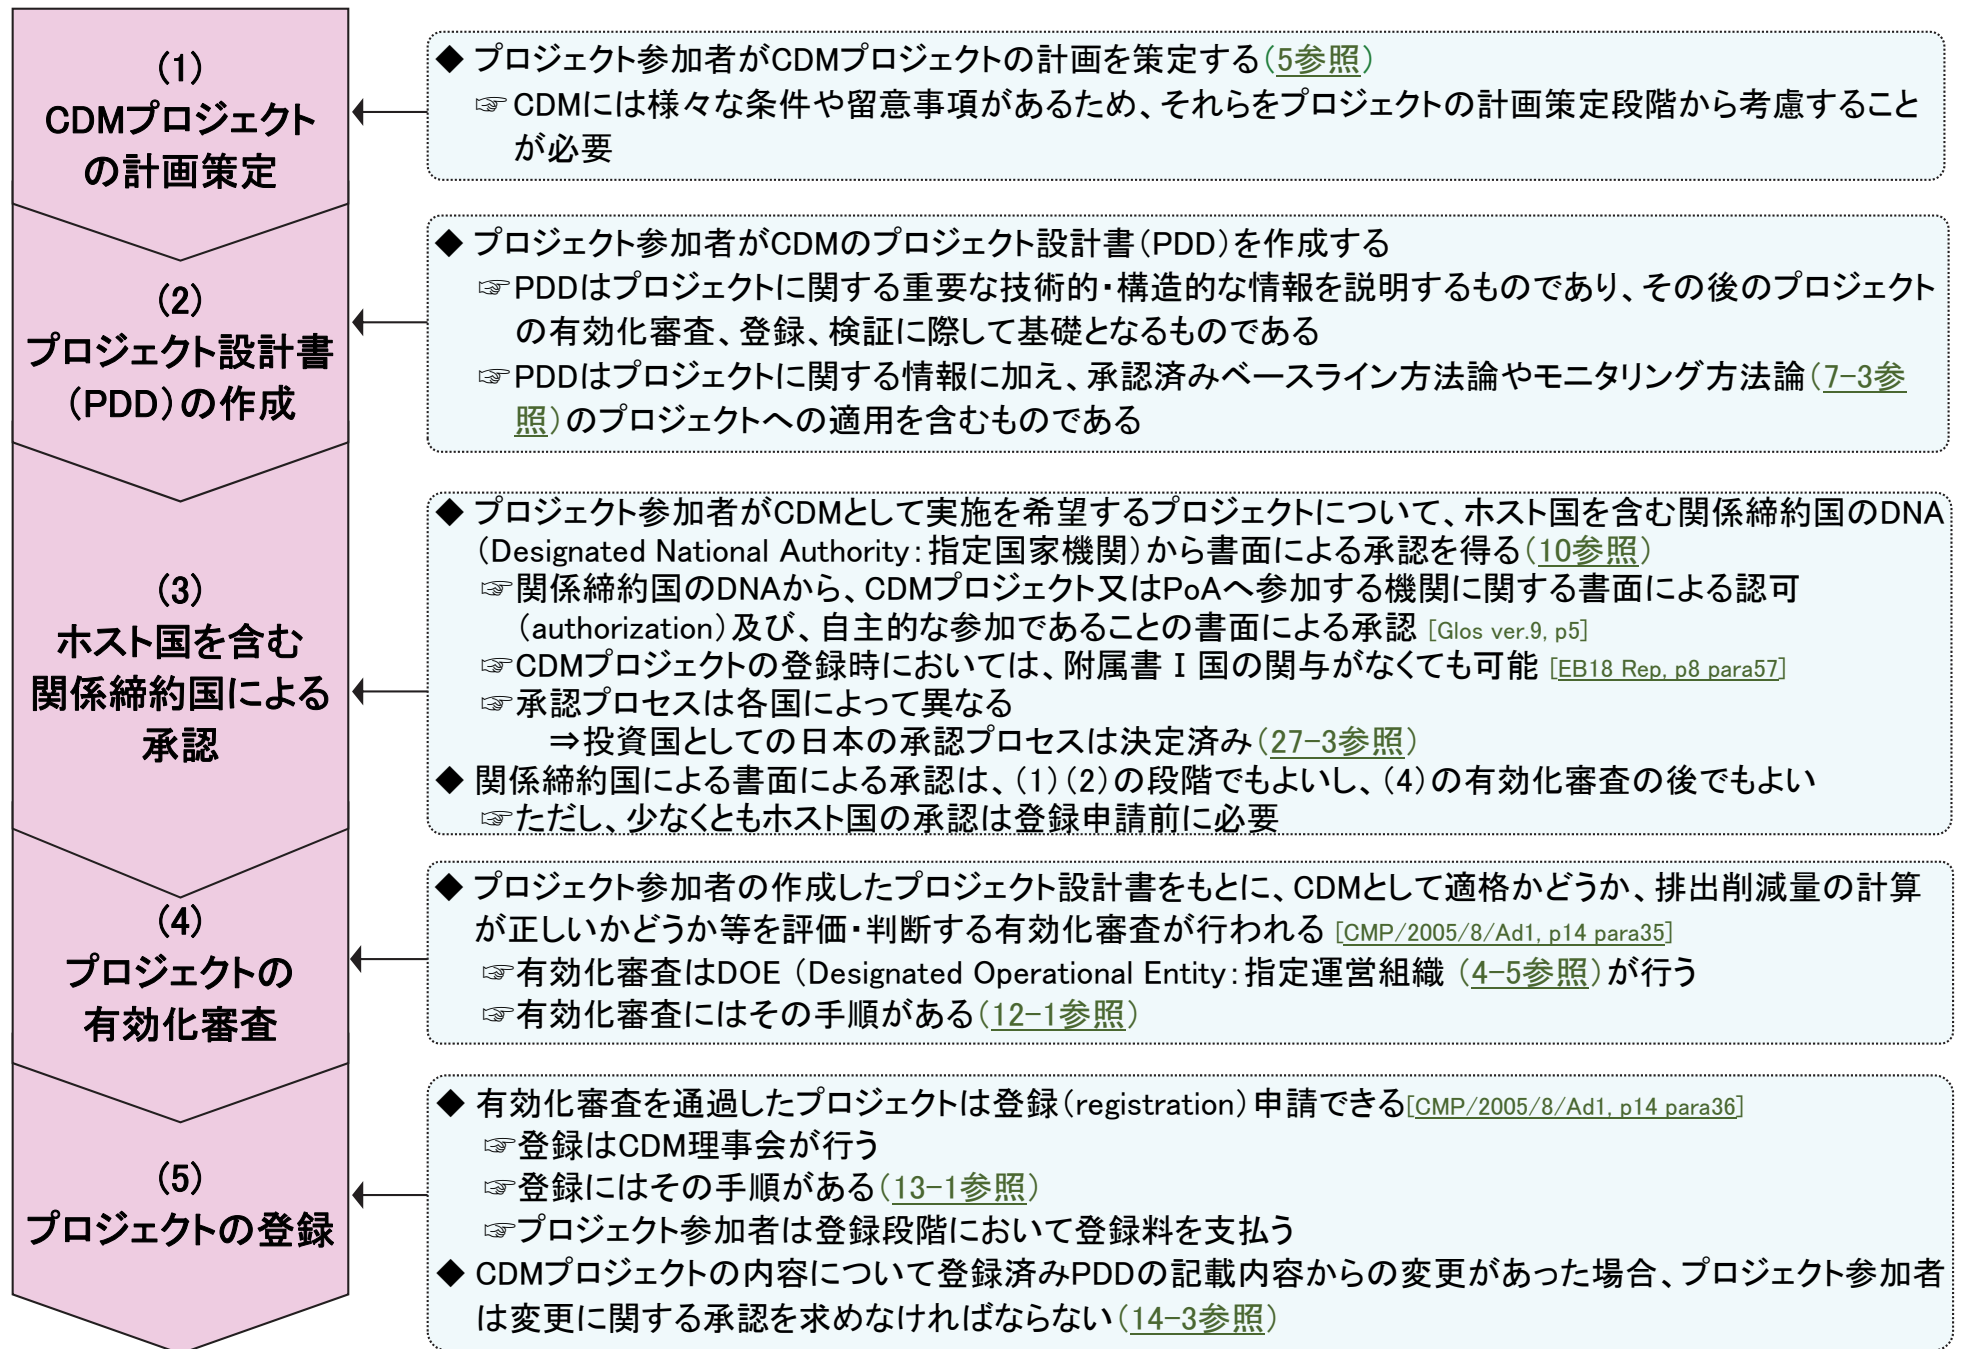 (1)
CDMプロジェクト
の計画策定
◆ プロジェクト参加者がCDMプロジェクトの計画を策定する(5参照)
☞CDMには様々な条件や留意事項があるため、それらをプロジェクトの計画策定段階から考慮すること
が必要
(2)
プロジェクト設計書
(PDD)の作成
◆ プロジェクト参加者がCDMのプロジェクト設計書(PDD)を作成する
☞PDDはプロジェクトに関する重要な技術的・構造的な情報を説明するものであり、その後のプロジェクト
の有効化審査、登録、検証に際して基礎となるものである
☞PDDはプロジェクトに関する情報に加え、承認済みベースライン方法論やモニタリング方法論(7-3参
照)のプロジェクトへの適用を含むものである
(3)
ホスト国を含む
関係締約国による
承認
◆ プロジェクト参加者がCDMとして実施を希望するプロジェクトについて、ホスト国を含む関係締約国のDNA
(Designated National Authority:指定国家機関)から書面による承認を得る(10参照)
☞関係締約国のDNAから、CDMプロジェクト又はPoAへ参加する機関に関する書面による認可
(authorization)及び、自主的な参加であることの書面による承認 [Glos ver.9, p5]
☞CDMプロジェクトの登録時においては、附属書Ⅰ国の関与がなくても可能 [EB18 Rep, p8 para57]
☞承認プロセスは各国によって異なる
⇒投資国としての日本の承認プロセスは決定済み(27-3参照)
◆ 関係締約国による書面による承認は、(1)(2)の段階でもよいし、(4)の有効化審査の後でもよい
☞ただし、少なくともホスト国の承認は登録申請前に必要
(4)
プロジェクトの
有効化審査
◆ プロジェクト参加者の作成したプロジェクト設計書をもとに、CDMとして適格かどうか、排出削減量の計算
が正しいかどうか等を評価・判断する有効化審査が行われる [CMP/2005/8/Ad1, p14 para35]
☞有効化審査はDOE (Designated Operational Entity:指定運営組織 (4-5参照)が行う
☞有効化審査にはその手順がある(12-1参照)
(5)
プロジェクトの登録
◆ 有効化審査を通過したプロジェクトは登録(registration)申請できる[CMP/2005/8/Ad1, p14 para36]
☞登録はCDM理事会が行う
☞登録にはその手順がある(13-1参照)
☞プロジェクト参加者は登録段階において登録料を支払う
◆ CDMプロジェクトの内容について登録済みPDDの記載内容からの変更があった場合、プロジェクト参加者
は変更に関する承認を求めなければならない(14-3参照)